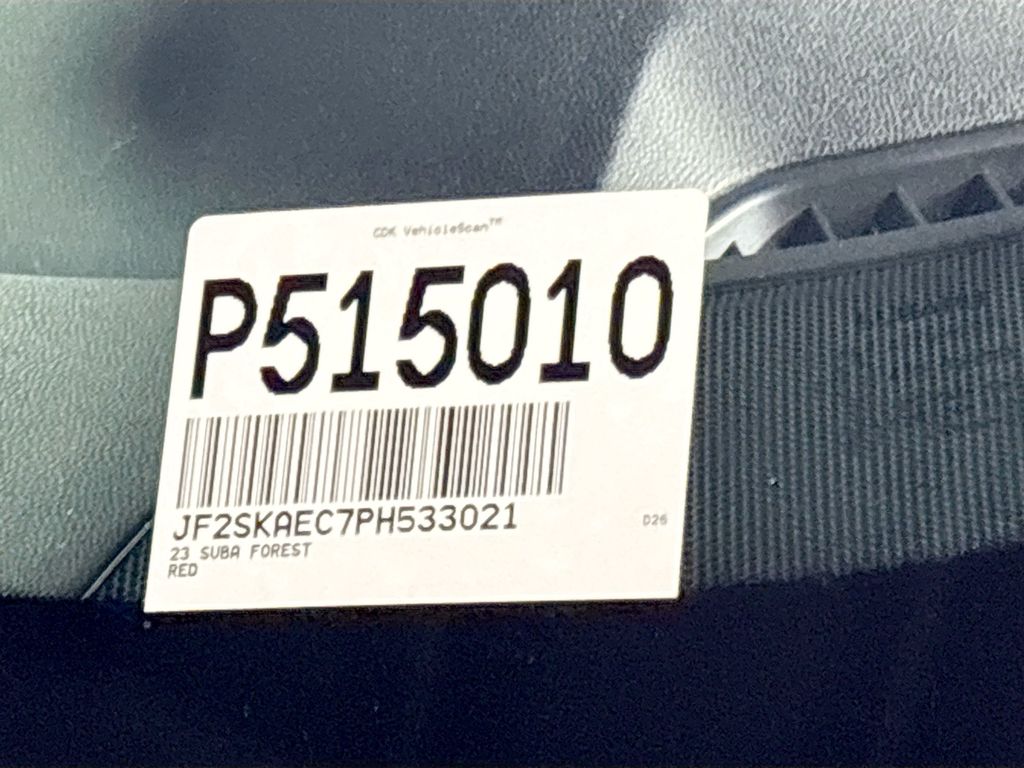 CDK VehicleScan™
P515010
JF2SKAEC7PH533021
D26
23 SUBA FOREST
RED